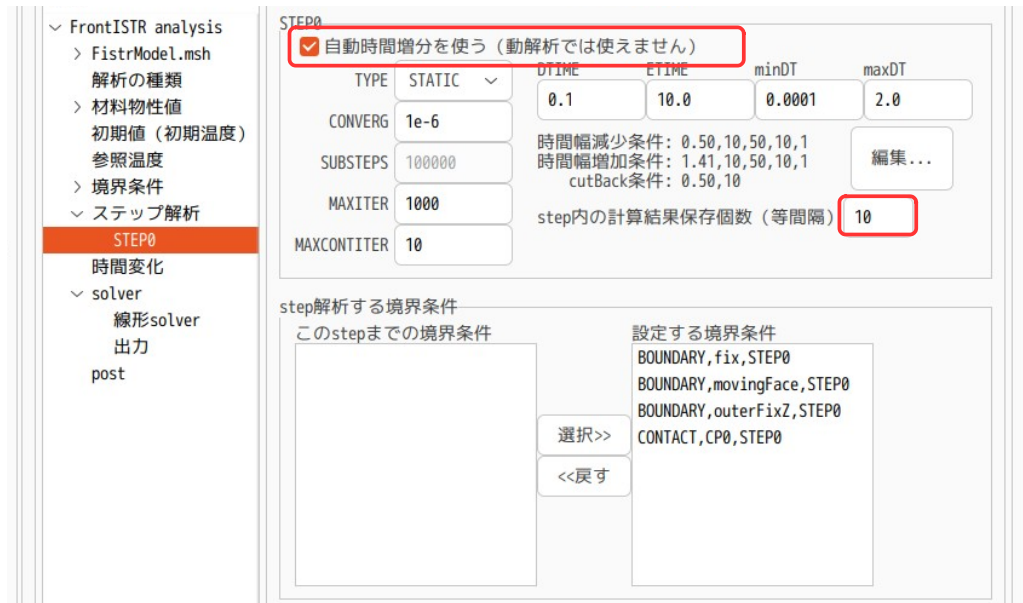 FrontISTR analysis
FistrModel.msh
解析の種類
材料物性値
初期値（初期温度）
参照温度
境界条件
ステップ解析
STEP0
時間変化
solver
線形solver
出力
post
STEP0
自動時間増分を使う（動解析では使えません）
TYPE STATIC
CONVERG 1e-6
SUBSTEPS 100000
MAXITER 1000
MAXCONTITER 10
DTIME ETIME minDT maxDT
0.1 10.0 0.0001 2.0
時間幅減少条件: 0.50,10,50,10,1
時間幅増加条件: 1.41,10,50,10,1
cutBack条件: 0.50,10
編集...
step内の計算結果保存個数（等間隔） 10
step解析する境界条件
このstepまでの境界条件
選択>>
<<戻す
設定する境界条件
BOUNDARY,fix,STEP0
BOUNDARY,movingFace,STEP0
BOUNDARY,outerFixZ,STEP0
CONTACT,CP0,STEP0